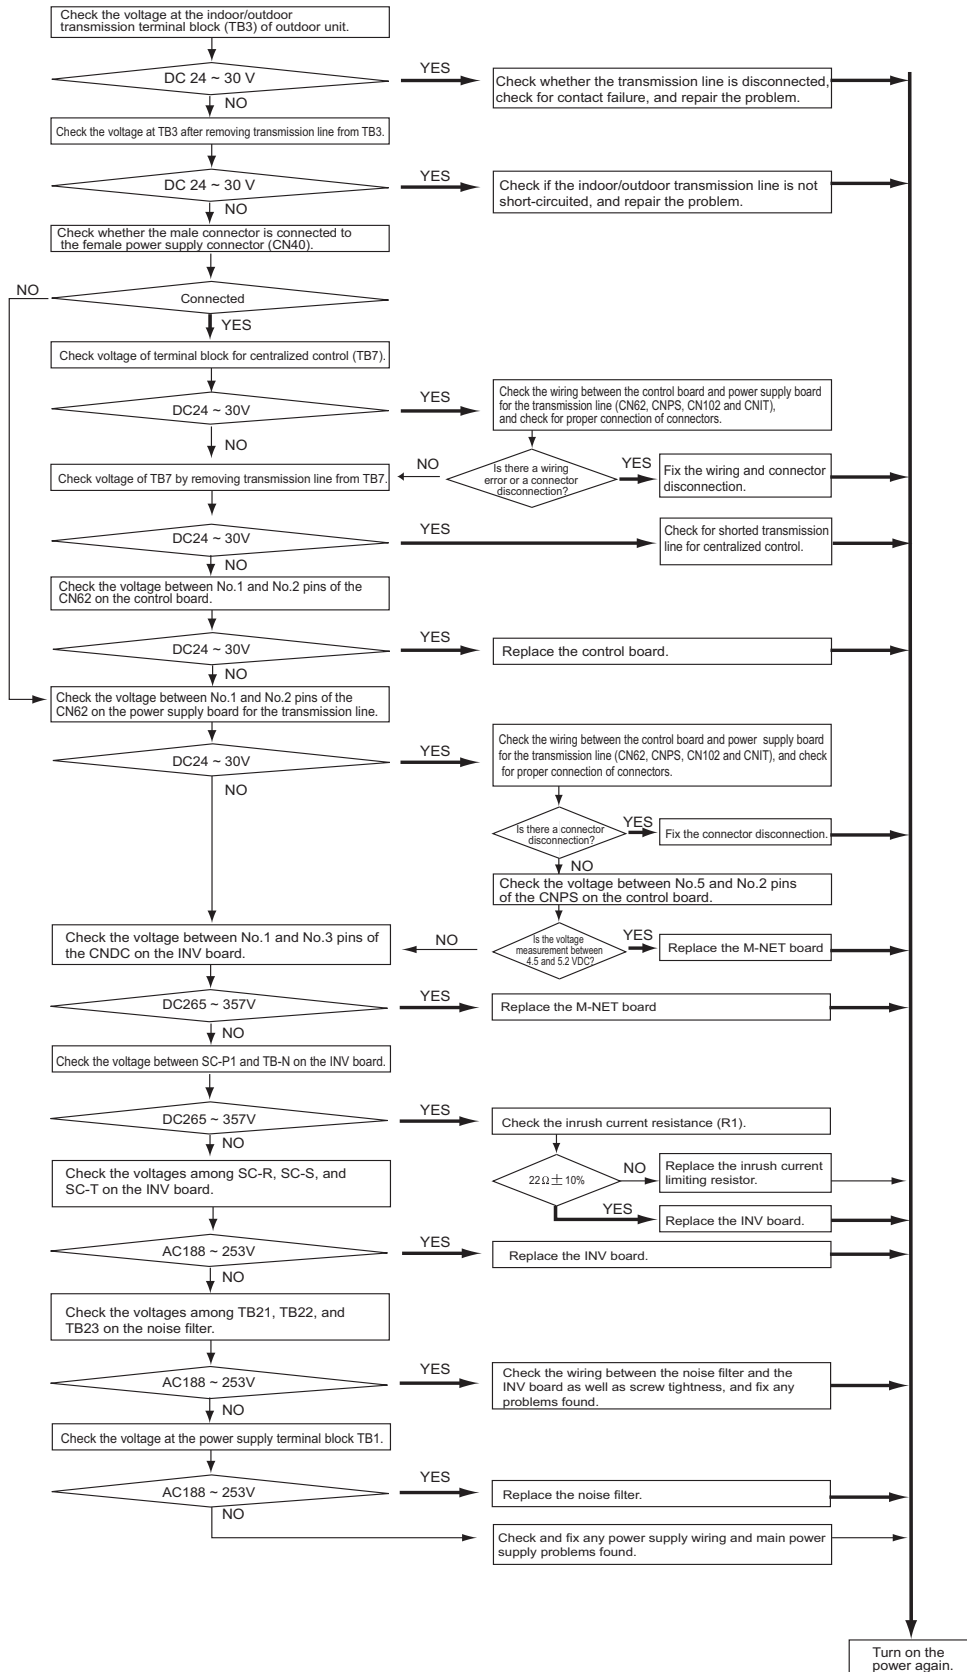 Check the voltage at the indoor/outdoor
transmission terminal block (TB3) of outdoor unit.
DC 24 ~ 30 V
YES
Check whether the transmission line is disconnected,
check for contact failure, and repair the problem.
NO
Check the voltage at TB3 after removing transmission line from TB3.
DC 24 ~ 30 V
YES
Check if the indoor/outdoor transmission line is not
short-circuited, and repair the problem.
NO
Check whether the male connector is connected to
the female power supply connector (CN40).
NO
Connected
YES
Check voltage of terminal block for centralized control (TB7).
DC24 ~ 30V
YES
Check the wiring between the control board and power supply board
for the transmission line (CN62, CNPS, CN102 and CNIT),
and check for proper connection of connectors.
NO
Check voltage of TB7 by removing transmission line from TB7.
NO
Is there a wiring
error or a connector
disconnection?
YES
Fix the wiring and connector
disconnection.
DC24 ~ 30V
YES
Check for shorted transmission
line for centralized control.
NO
Check the voltage between No.1 and No.2 pins of the
CN62 on the control board.
DC24 ~ 30V
YES
Replace the control board.
NO
Check the voltage between No.1 and No.2 pins of the
CN62 on the power supply board for the transmission line.
DC24 ~ 30V
YES
Check the wiring between the control board and power supply board
for the transmission line (CN62, CNPS, CN102 and CNIT), and check
for proper connection of connectors.
NO
Is there a connector
disconnection?
YES
Fix the connector disconnection.
NO
Check the voltage between No.5 and No.2 pins
of the CNPS on the control board.
Check the voltage between No.1 and No.3 pins of
the CNDC on the INV board.
NO
Is the voltage
measurement between
4.5 and 5.2 VDC?
YES
Replace the M-NET board
DC265 ~ 357V
YES
Replace the M-NET board
NO
Check the voltage between SC-P1 and TB-N on the INV board.
DC265 ~ 357V
YES
Check the inrush current resistance (R1).
NO
Check the voltages among SC-R, SC-S, and
SC-T on the INV board.
22Ω ± 10%
NO
Replace the inrush current
limiting resistor.
YES
Replace the INV board.
AC188 ~ 253V
YES
Replace the INV board.
NO
Check the voltages among TB21, TB22, and
TB23 on the noise filter.
AC188 ~ 253V
YES
Check the wiring between the noise filter and the
INV board as well as screw tightness, and fix any
problems found.
NO
Check the voltage at the power supply terminal block TB1.
AC188 ~ 253V
YES
Replace the noise filter.
NO
Check and fix any power supply wiring and main power
supply problems found.
Turn on the
power again.